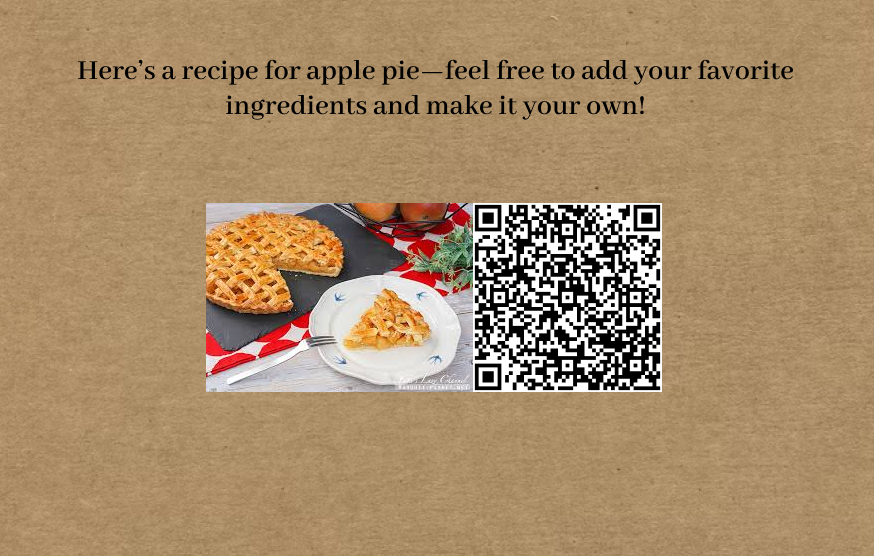 Here's a recipe for apple pie—feel free to add your favorite
ingredients and make it your own!